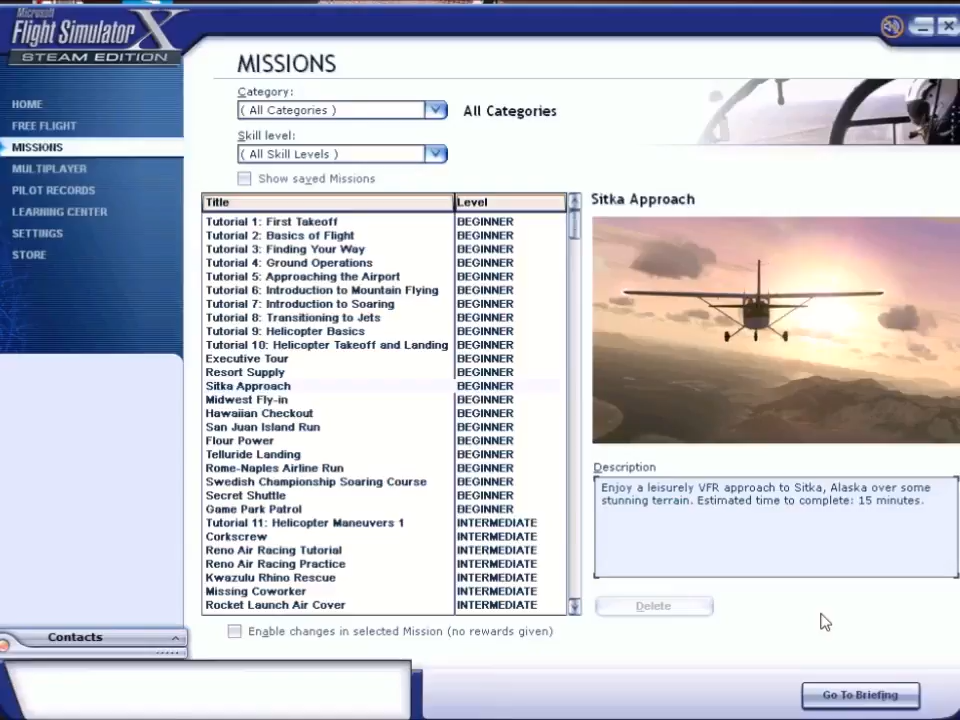 Microsoft
Flight Simulator X
STEAM EDITION
HOME
FREE FLIGHT
MISSIONS
MULTIPLAYER
PILOT RECORDS
LEARNING CENTER
SETTINGS
STORE
MISSIONS
Category:
( All Categories )
All Categories
Skill level:
( All Skill Levels )
Show saved Missions
Title Level
Tutorial 1: First Takeoff BEGINNER
Tutorial 2: Basics of Flight BEGINNER
Tutorial 3: Finding Your Way BEGINNER
Tutorial 4: Ground Operations BEGINNER
Tutorial 5: Approaching the Airport BEGINNER
Tutorial 6: Introduction to Mountain Flying BEGINNER
Tutorial 7: Introduction to Soaring BEGINNER
Tutorial 8: Transitioning to Jets BEGINNER
Tutorial 9: Helicopter Basics BEGINNER
Tutorial 10: Helicopter Takeoff and Landing BEGINNER
Executive Tour BEGINNER
Resort Supply BEGINNER
Sitka Approach BEGINNER
Midwest Fly-in BEGINNER
Hawaiian Checkout BEGINNER
San Juan Island Run BEGINNER
Flour Power BEGINNER
Telluride Landing BEGINNER
Rome-Naples Airline Run BEGINNER
Swedish Championship Soaring Course BEGINNER
Secret Shuttle BEGINNER
Game Park Patrol BEGINNER
Tutorial 11: Helicopter Maneuvers 1 INTERMEDIATE
Corkscrew INTERMEDIATE
Reno Air Racing Tutorial INTERMEDIATE
Reno Air Racing Practice INTERMEDIATE
Kwazulu Rhino Rescue INTERMEDIATE
Missing Coworker INTERMEDIATE
Rocket Launch Air Cover INTERMEDIATE
Enable changes in selected Mission (no rewards given)
Sitka Approach
Description
Enjoy a leisurely VFR approach to Sitka, Alaska over some
stunning terrain. Estimated time to complete: 15 minutes.
Delete
Contacts
Go To Briefing